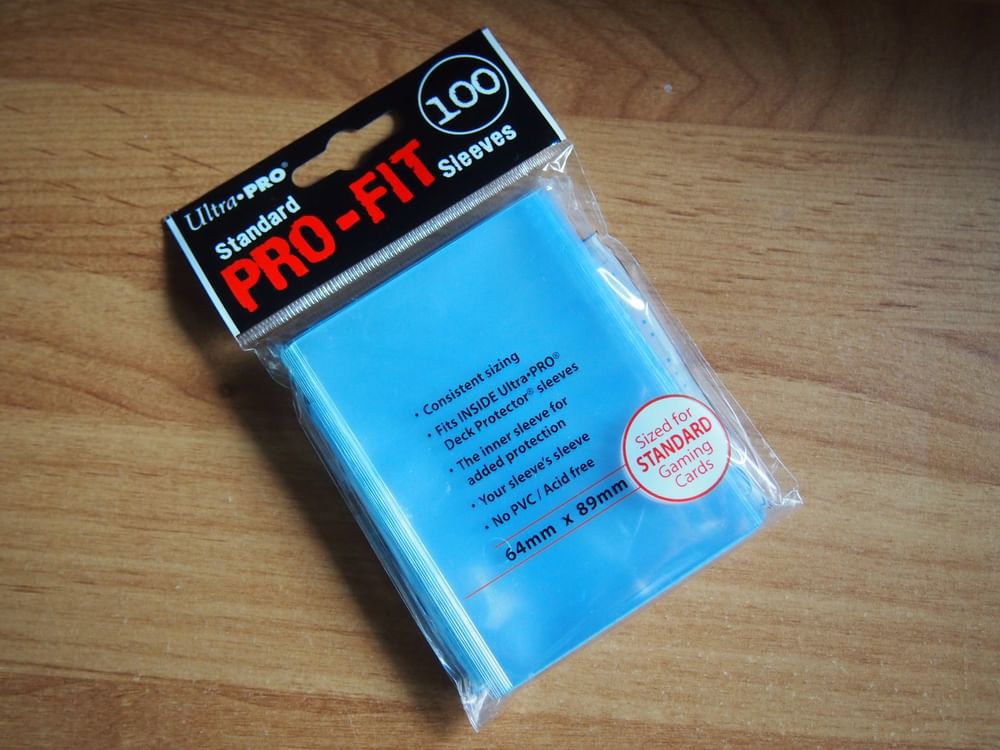 Ultra•PRO®
100
Standard
PRO-FIT
Sleeves
• Consistent sizing
• Fits INSIDE Ultra•PRO®
Deck Protector® sleeves
• The inner sleeve for
added protection
• Your sleeve's sleeve
• No PVC / Acid free
64mm x 89mm
Sized for
STANDARD
Gaming
Cards